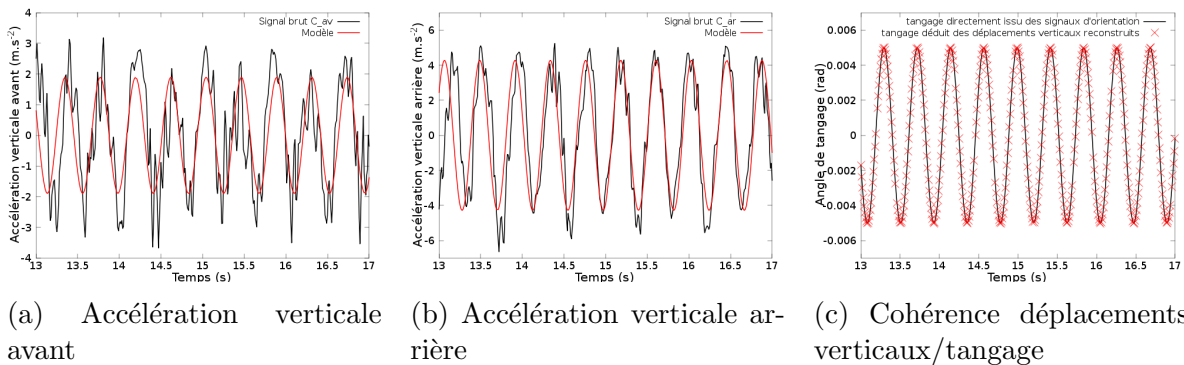 Accélération verticale avant (m.s-2)
4
3
2
1
0
-1
-2
-3
-4
Signal brut C_av
Modèle
13 13.5 14 14.5 15 15.5 16 16.5 17
Temps (s)
(a) Accélération verticale
avant
Accélération verticale arrière (m.s-2)
6
4
2
0
-2
-4
-6
Signal brut C_ar
Modèle
13 13.5 14 14.5 15 15.5 16 16.5 17
Temps (s)
(b) Accélération verticale ar-
rière
Angle de tangage (rad)
0.006
0.004
0.002
0
-0.002
-0.004
-0.006
tangage directement issu des signaux d'orientation
tangage déduit des déplacements verticaux reconstruits
13 13.5 14 14.5 15 15.5 16 16.5 17
Temps (s)
(c) Cohérence déplacements
verticaux/tangage